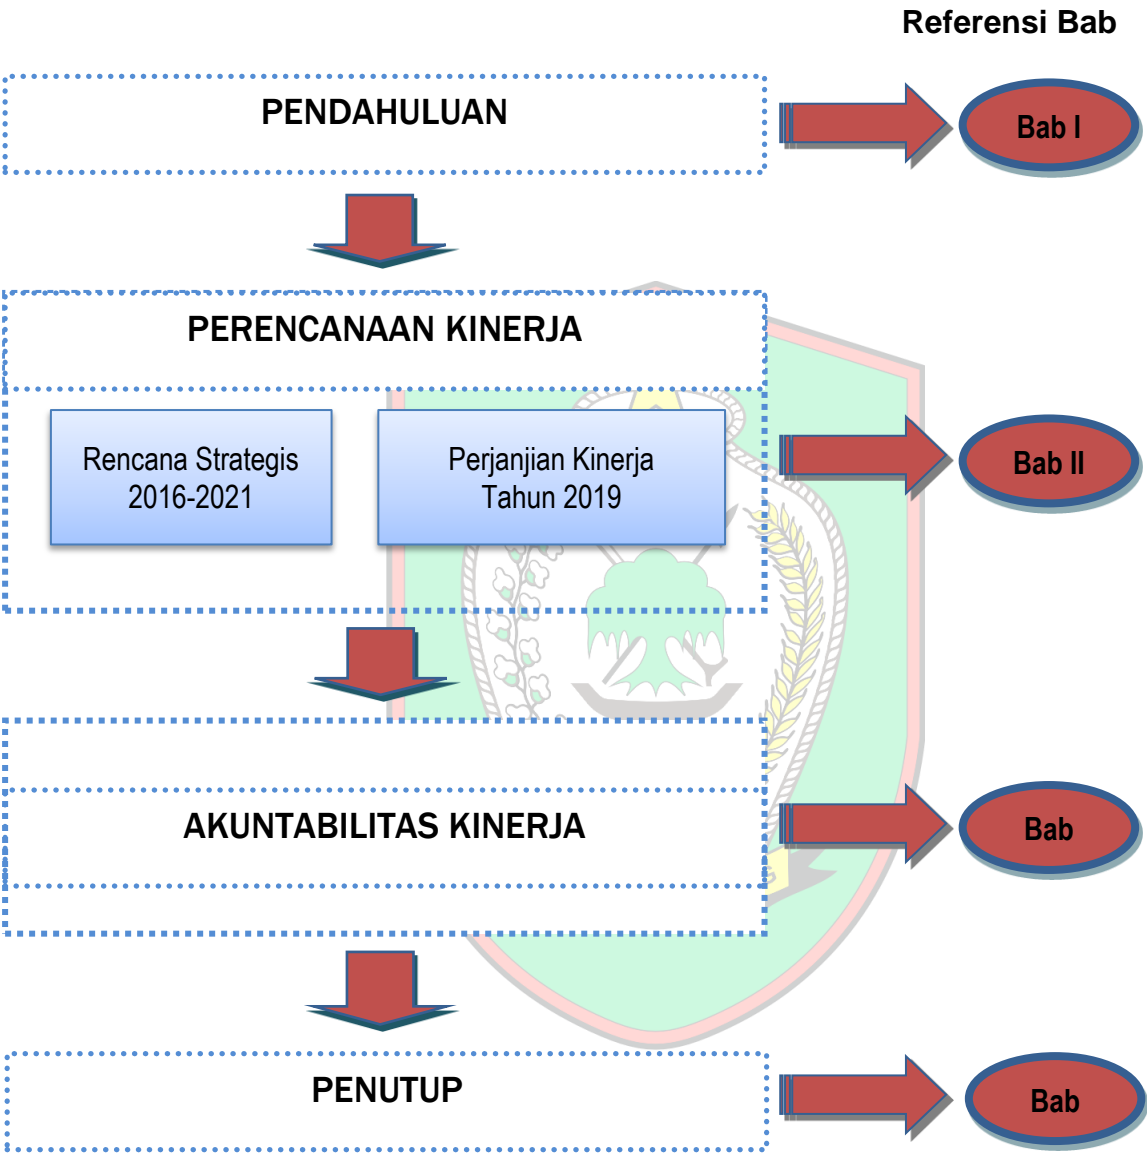 Referensi Bab
PENDAHULUAN
Bab I
PERENCANAAN KINERJA
Rencana Strategis
2016-2021
Perjanjian Kinerja
Tahun 2019
Bab II
AKUNTABILITAS KINERJA
Bab
PENUTUP
Bab